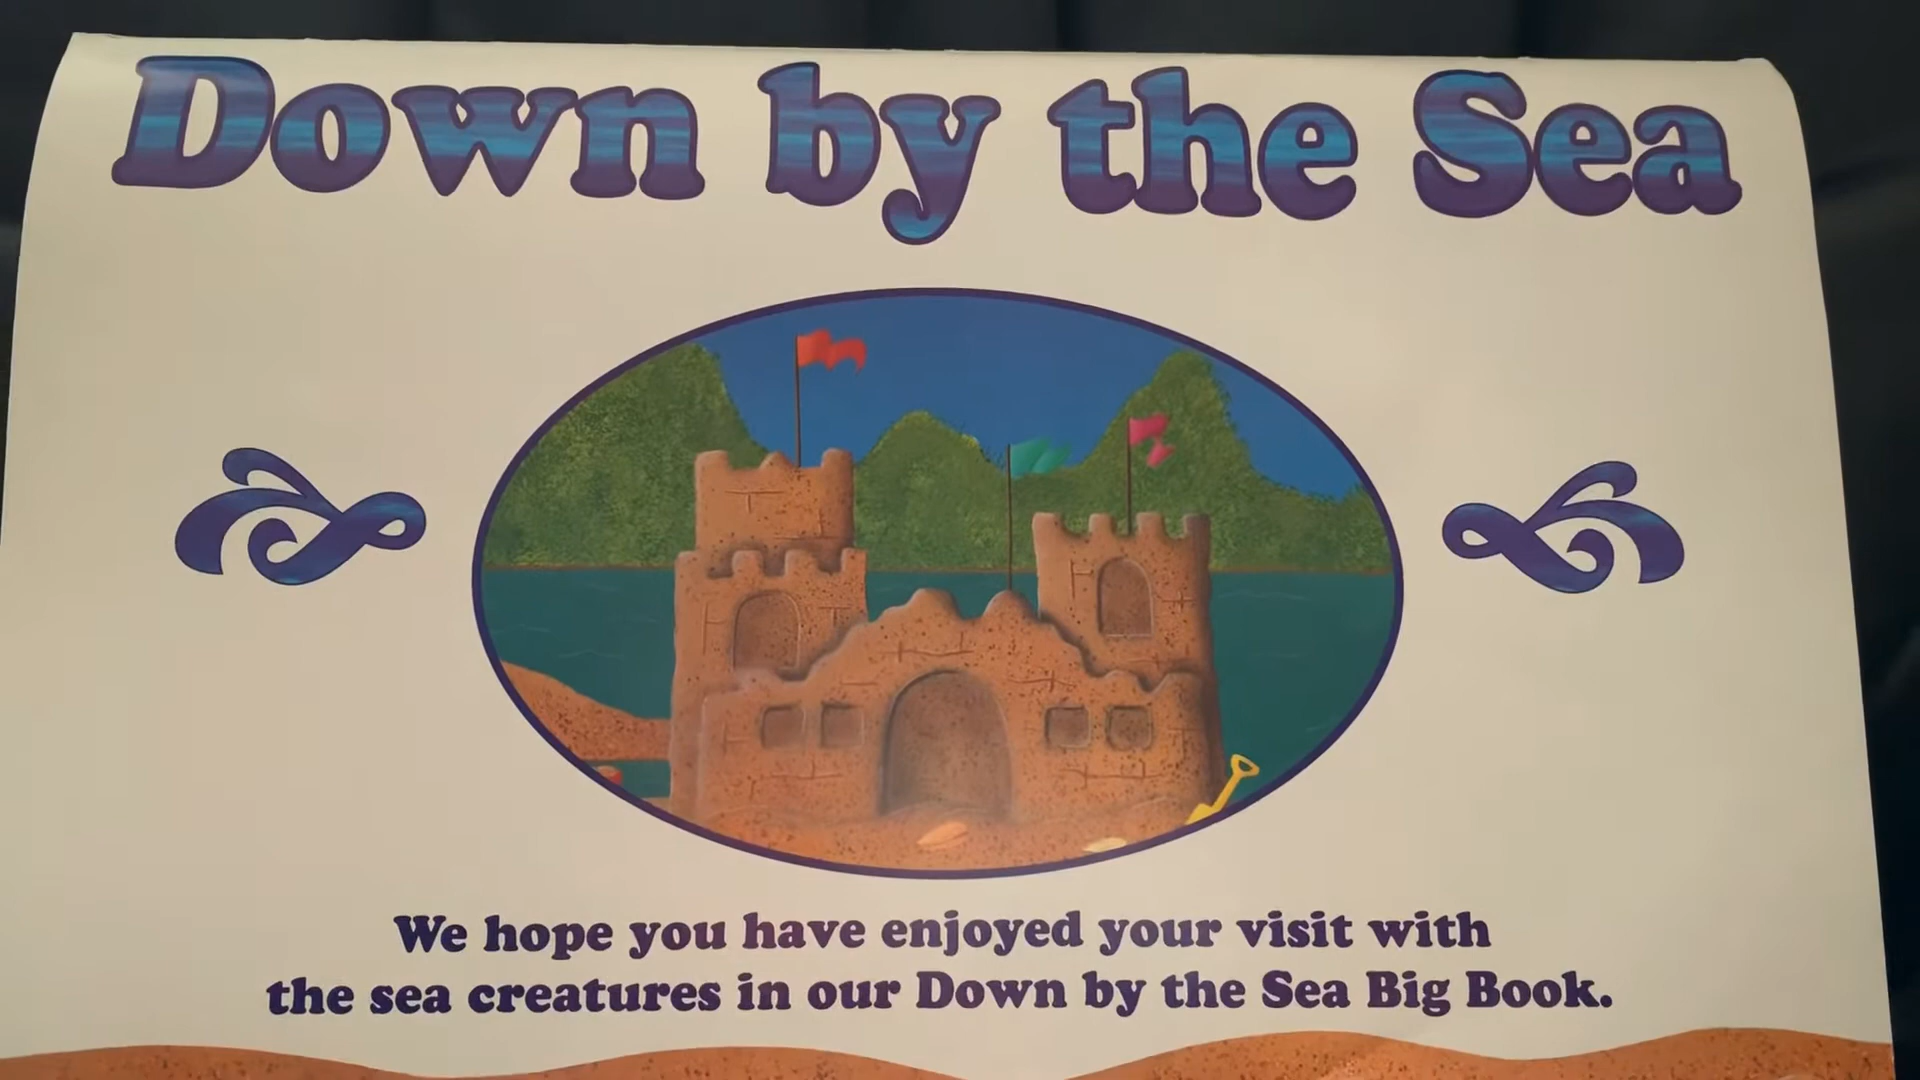 Down by the Sea
We hope you have enjoyed your visit with
the sea creatures in our Down by the Sea Big Book.